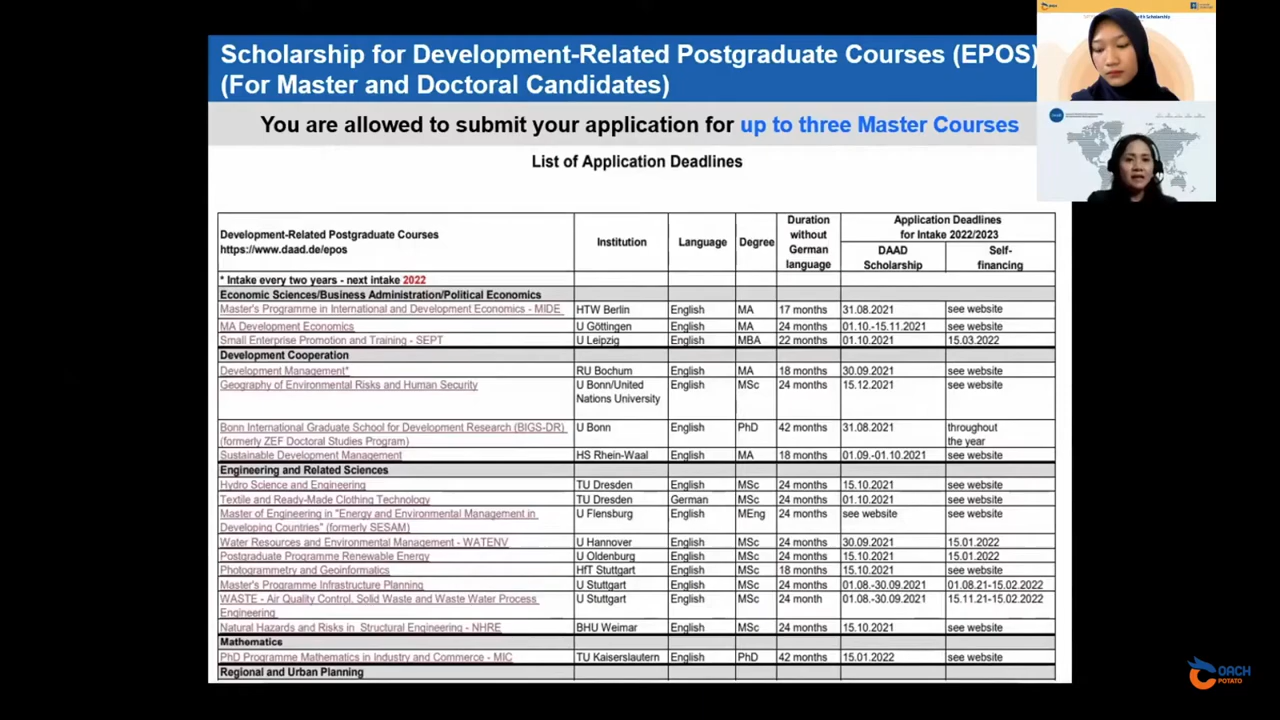 Scholarship for Development-Related Postgraduate Courses (EPOS)
(For Master and Doctoral Candidates)
You are allowed to submit your application for up to three Master Courses
List of Application Deadlines
Development-Related Postgraduate Courses
https://www.daad.de/epos
Institution
Language
Degree
Duration
without
German
language
Application Deadlines
for Intake 2022/2023
DAAD
Scholarship
Self-
financing
* Intake every two years - next intake 2022
Economic Sciences/Business Administration/Political Economics
Master's Programme in International and Development Economics - MIDE HTW Berlin English MA 17 months 31.08.2021 see website
MA Development Economics U Göttingen English MA 24 months 01.10.-15.11.2021 see website
Small Enterprise Promotion and Training - SEPT U Leipzig English MBA 22 months 01.10.2021 15.03.2022
Development Cooperation
Development Management* RU Bochum English MA 18 months 30.09.2021 see website
Geography of Environmental Risks and Human Security U Bonn/United English MSc 24 months 15.12.2021 see website
Nations University
Bonn International Graduate School for Development Research (BIGS-DR) U Bonn English PhD 42 months 31.08.2021 throughout
(formerly ZEF Doctoral Studies Program) the year
Sustainable Development Management HS Rhein-Waal English MA 18 months 01.09.-01.10.2021 see website
Engineering and Related Sciences
Hydro Science and Engineering TU Dresden English MSc 24 months 15.10.2021 see website
Textile and Ready-Made Clothing Technology TU Dresden German MSc 24 months 01.10.2021 see website
Master of Engineering in "Energy and Environmental Management in U Flensburg English MEng 24 months see website see website
Developing Countries" (formerly SESAM)
Water Resources and Environmental Management - WATENV U Hannover English MSc 24 months 30.09.2021 15.01.2022
Postgraduate Programme Renewable Energy U Oldenburg English MSc 24 months 15.10.2021 15.01.2022
Photogrammetry and Geoinformatics HfT Stuttgart English MSc 18 months 15.10.2021 see website
Master's Programme Infrastructure Planning U Stuttgart English MSc 24 months 01.08.-30.09.2021 01.08.21-15.02.2022
WASTE - Air Quality Control, Solid Waste and Waste Water Process U Stuttgart English MSc 24 month 01.08.-30.09.2021 15.11.21-15.02.2022
Engineering
Natural Hazards and Risks in Structural Engineering - NHRE BHU Weimar English MSc 24 months 15.10.2021 see website
Mathematics
PhD Programme Mathematics in Industry and Commerce - MIC TU Kaiserslautern English PhD 42 months 15.01.2022 see website
Regional and Urban Planning
OACH
POTATO